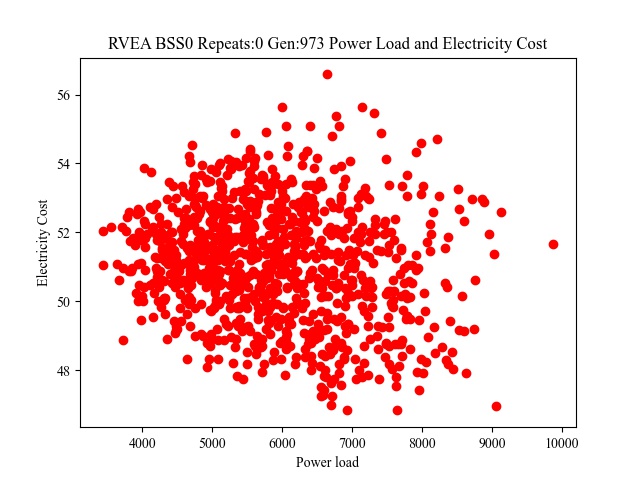 RVEA BSS0 Repeats:0 Gen:973 Power Load and Electricity Cost
56
54
52
50
48
Electricity Cost
4000 5000 6000 7000 8000 9000 10000
Power load